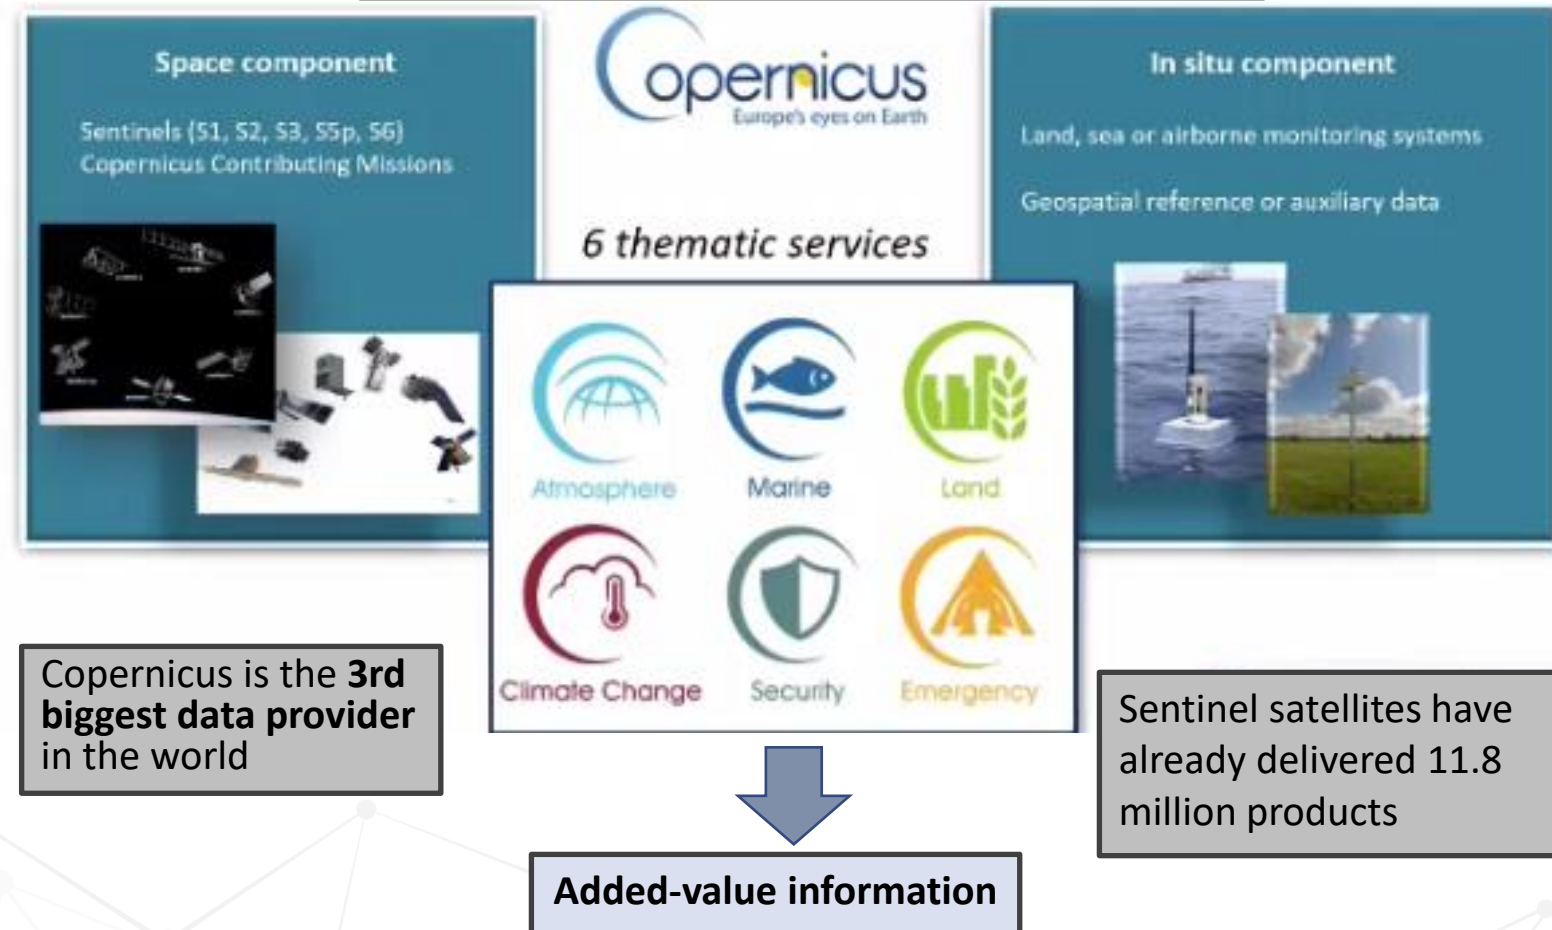 Space component
Sentinels (S1, S2, S3, S5p, S6)
Copernicus Contributing Missions
Copernicus
Europe's eyes on Earth
6 thematic services
In situ component
Land, sea or airborne monitoring systems
Geospatial reference or auxiliary data
Atmosphere
Marine
Land
Climate Change
Security
Emergency
Copernicus is the 3rd
biggest data provider
in the world
Sentinel satellites have
already delivered 11.8
million products
Added-value information